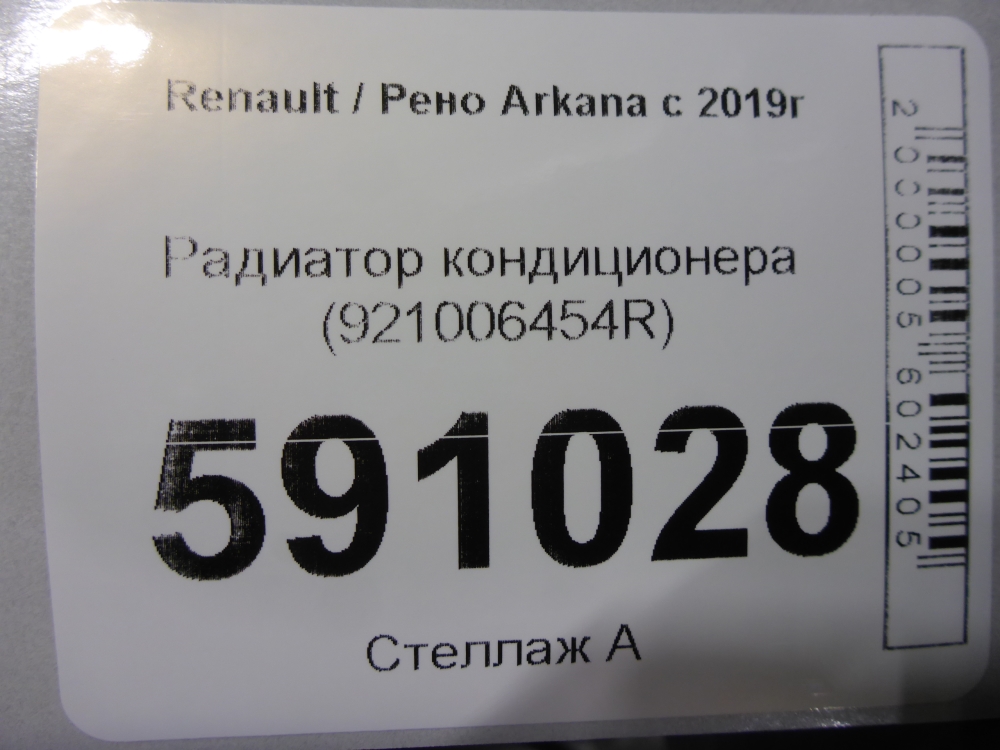 Renault / Рено Arkana с 2019г
Радиатор кондиционера
(921006454R)
591028
Стеллаж А
2000005602405